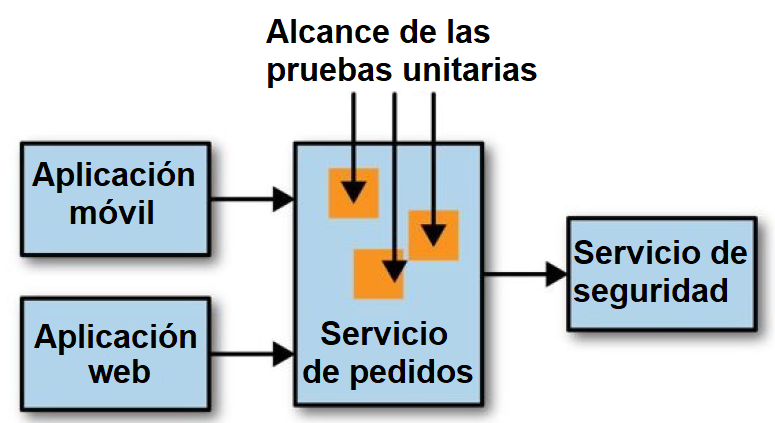 Alcance de las
pruebas unitarias
Aplicación
móvil
Aplicación
web
Servicio
de pedidos
Servicio de
seguridad